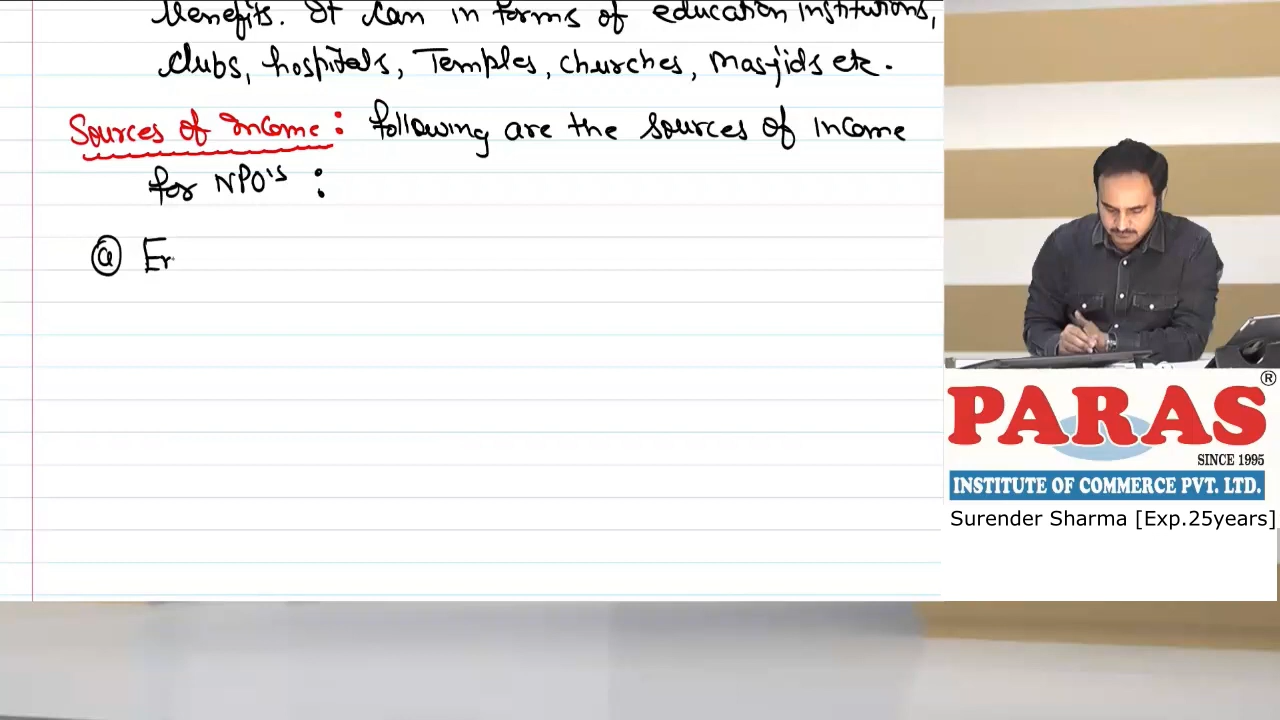 benefits. It can in forms of education institutions,
clubs, hospitals, Temples, churches, Masjids etc.
Sources of Income : following are the sources of income
for NPO's :
(a) En
PARAS ®
SINCE 1995
INSTITUTE OF COMMERCE PVT. LTD.
Surender Sharma [Exp.25years]